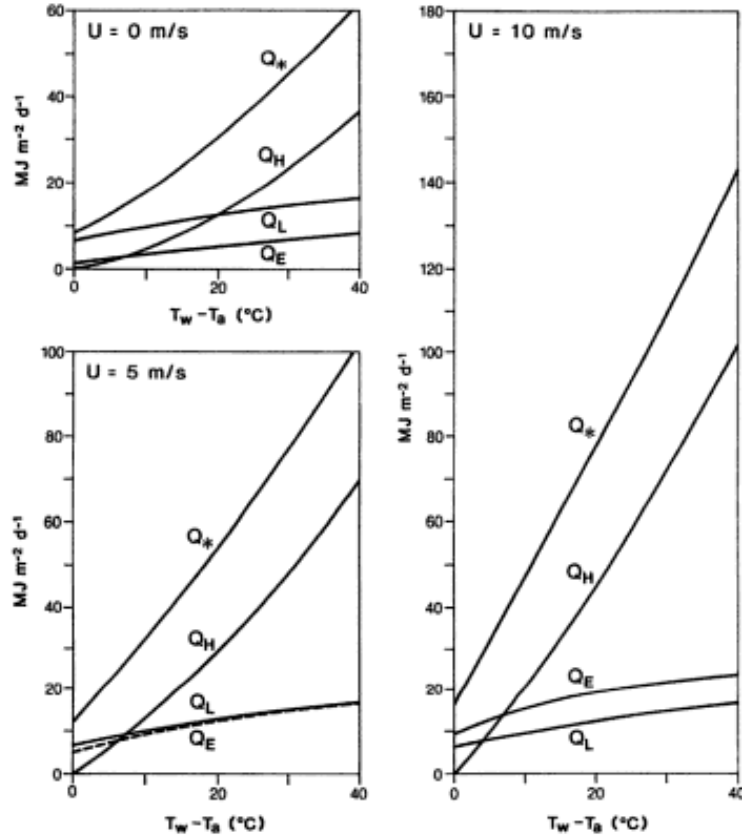 U = 0 m/s
60
40
20
0
MJ m⁻² d⁻¹
Q*
QH
QL
QE
0
20
40
Tw – Ta (°C)
U = 5 m/s
100
80
60
40
20
0
MJ m⁻² d⁻¹
Q*
QH
QL
QE
0
20
40
Tw – Ta (°C)
U = 10 m/s
180
160
140
120
100
80
60
40
20
0
MJ m⁻² d⁻¹
Q*
QH
QE
QL
0
20
40
Tw – Ta (°C)